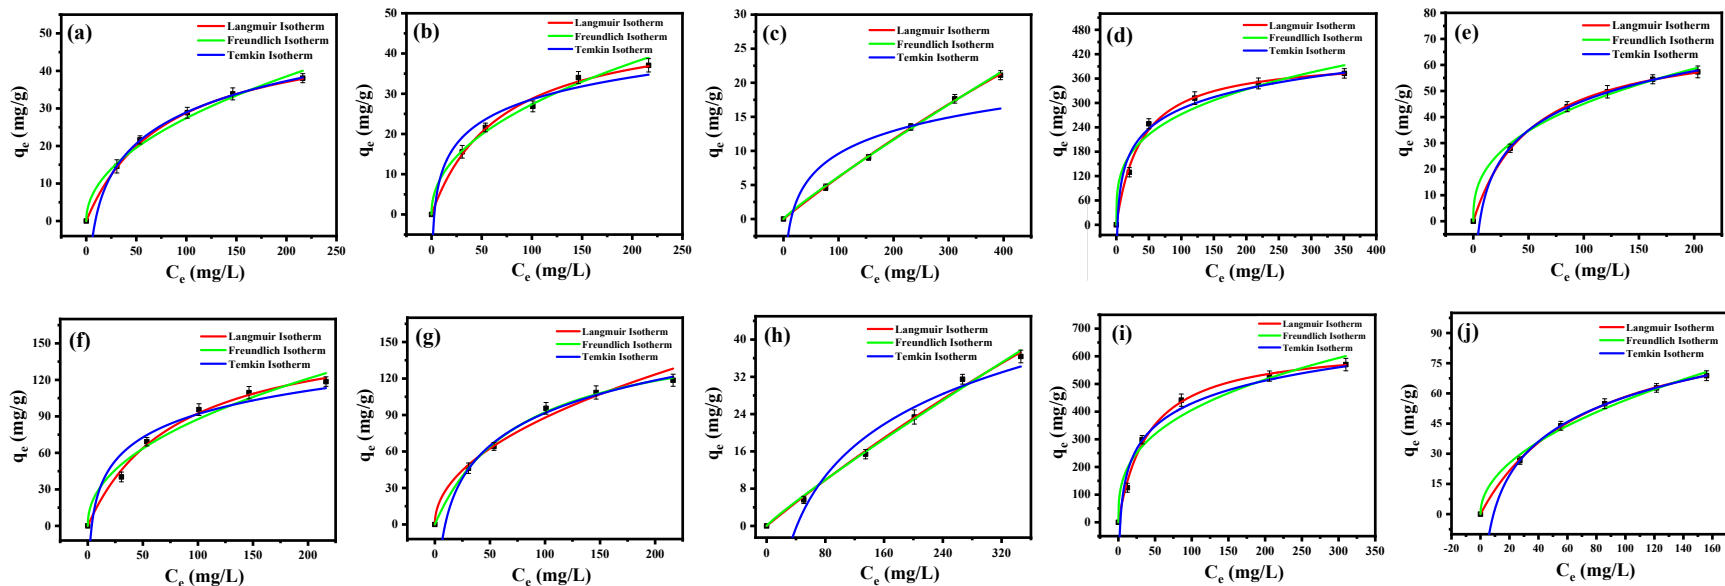 (a)
Langmuir Isotherm
Freundlich Isotherm
Temkin Isotherm
50
40
30
20
10
0
0 50 100 150 200 250
qe (mg/g)
Ce (mg/L)
(b)
Langmuir Isotherm
Freundlich Isotherm
Temkin Isotherm
50
40
30
20
10
0
0 50 100 150 200 250
qe (mg/g)
Ce (mg/L)
(c)
Langmuir Isotherm
Freundlich Isotherm
Temkin Isotherm
30
25
20
15
10
5
0
0 100 200 300 400
qe (mg/g)
Ce (mg/L)
(d)
Langmuir Isotherm
Freundllich Isotherm
Temkin Isotherm
480
420
360
300
240
180
120
60
0
0 50 100 150 200 250 300 350 400
qe (mg/g)
Ce (mg/L)
(e)
Langmuir Isotherm
Freundlich Isotherm
Temkin Isotherm
80
70
60
50
40
30
20
10
0
0 50 100 150 200
qe (mg/g)
Ce (mg/L)
(f)
Langmuir Isotherm
Freundlich Isotherm
Temkin Isotherm
150
120
90
60
30
0
0 50 100 150 200
qe (mg/g)
Ce (mg/L)
(g)
Langmuir Isotherm
Freundlich Isotherm
Temkin Isotherm
150
120
90
60
30
0
0 50 100 150 200
qe (mg/g)
Ce (mg/L)
(h)
Langmuir Isotherm
Freundlich Isotherm
Temkin Isotherm
40
32
24
16
8
0
0 80 160 240 320
qe (mg/g)
Ce (mg/L)
(i)
Langmuir Isotherm
Freundlich Isotherm
Temkin Isotherm
700
600
500
400
300
200
100
0
0 50 100 150 200 250 300 350
qe (mg/g)
Ce (mg/L)
(j)
Langmuir Isotherm
Freundlich Isotherm
Temkin Isotherm
90
75
60
45
30
15
0
-20 0 20 40 60 80 100 120 140 160
qe (mg/g)
Ce (mg/L)